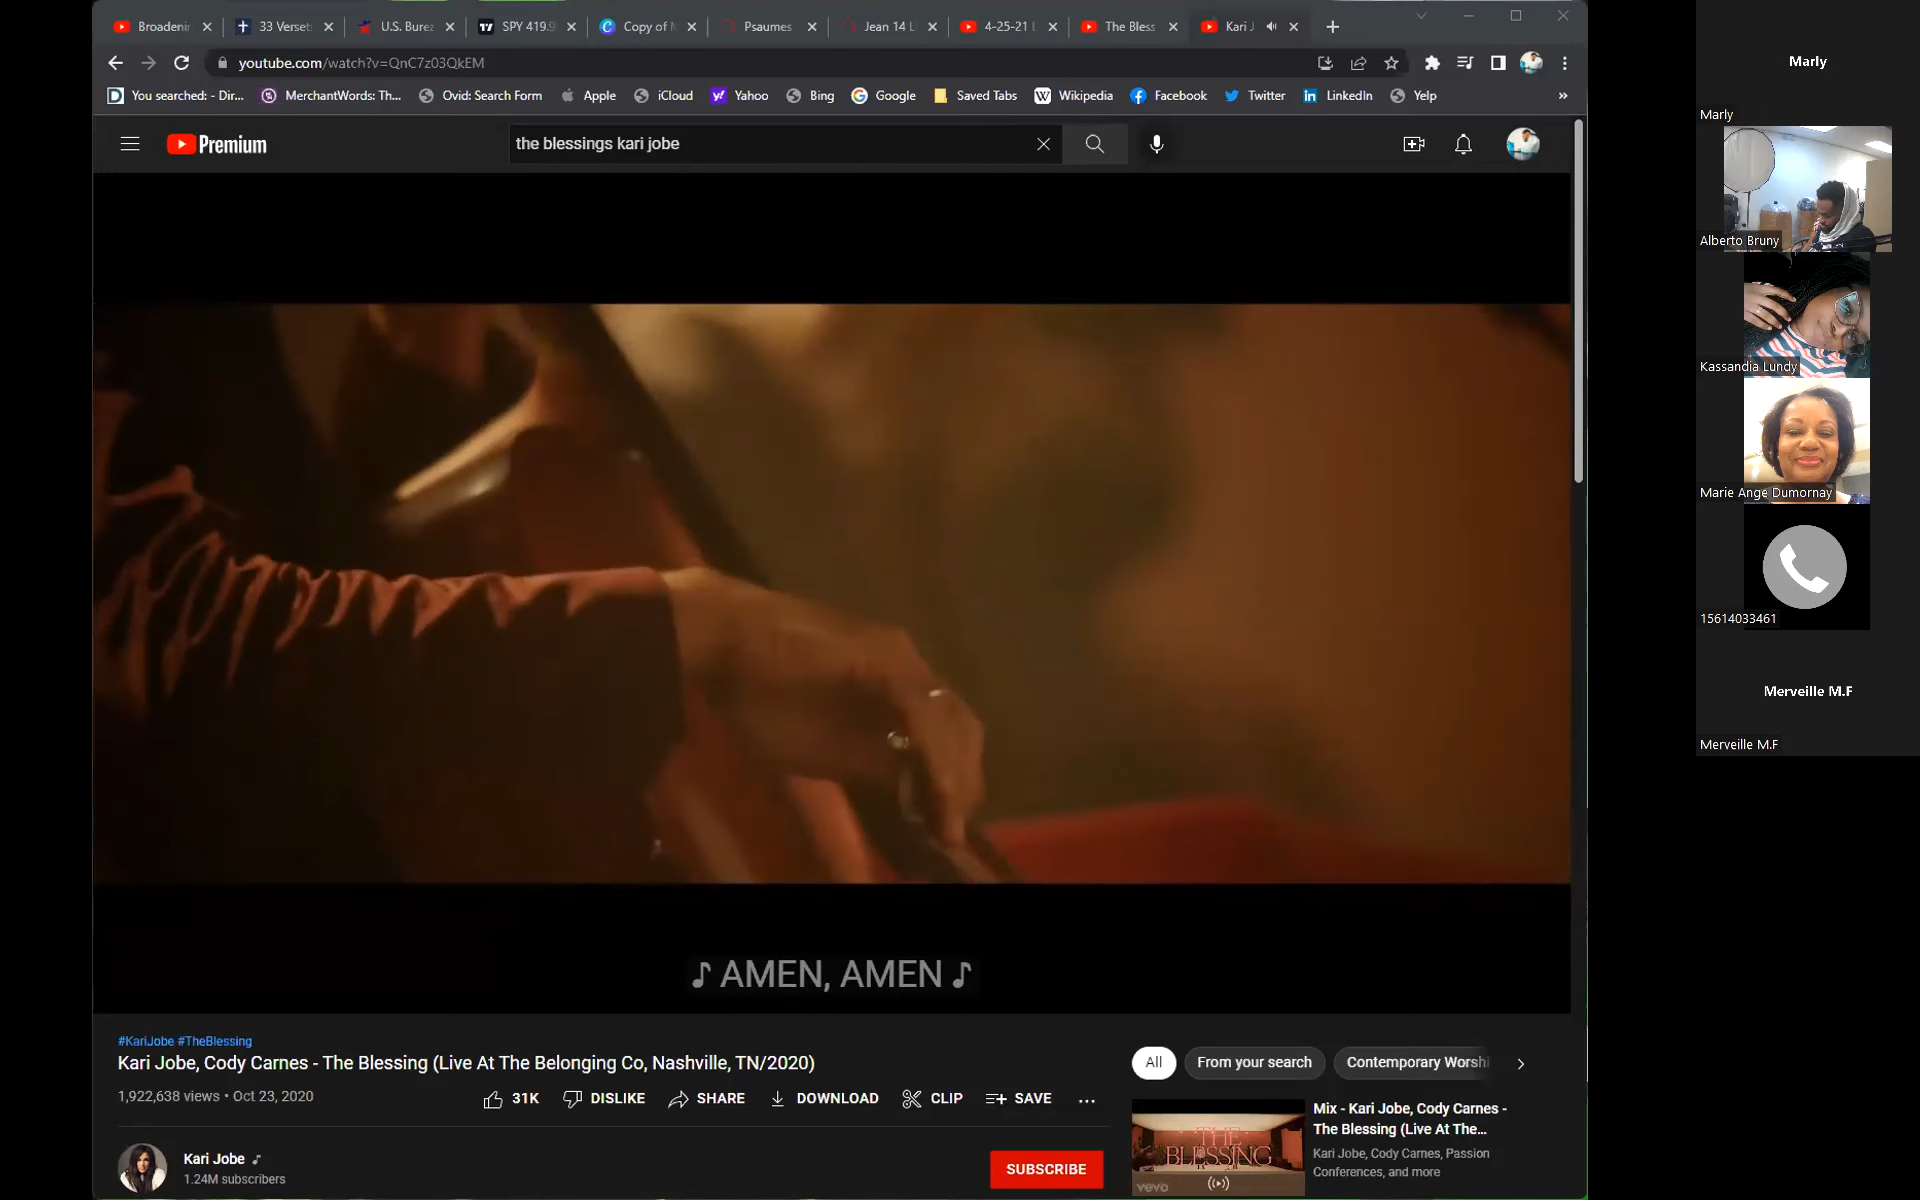 Broadenin
33 Verset
U.S. Burea
SPY 419.9
Copy of M
Psaumes
Jean 14 L
4-25-21 L
The Bless
Kari J
youtube.com/watch?v=QnC7z03QkEM
You searched: - Dir...
MerchantWords: Th...
Ovid: Search Form
Apple
iCloud
Yahoo
Bing
Google
Saved Tabs
Wikipedia
Facebook
Twitter
LinkedIn
Yelp
Premium
the blessings kari jobe
♪ AMEN, AMEN ♪
#KariJobe #TheBlessing
Kari Jobe, Cody Carnes - The Blessing (Live At The Belonging Co, Nashville, TN/2020)
1,922,638 views • Oct 23, 2020
31K
DISLIKE
SHARE
DOWNLOAD
CLIP
SAVE
Kari Jobe
1.24M subscribers
SUBSCRIBE
All
From your search
Contemporary Worshi
THE
BLESSING
vevo
Mix - Kari Jobe, Cody Carnes -
The Blessing (Live At The...
Kari Jobe, Cody Carnes, Passion
Conferences, and more
Marly
Marly
Alberto Bruny
Kassandia Lundy
Marie Ange Dumornay
15614033461
Merveille M.F
Merveille M.F